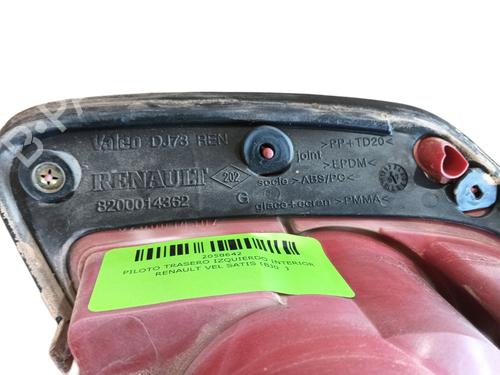 Valeo DJ73 REN
>PP+TD20<
joint >EPDM<
RENAULT 202
socle >ABS/PC<
8200014362
G glace+ecran >PMMA<
2058642
PILOTO TRASERO IZQUIERDO INTERIOR
RENAULT VEL SATIS (BJ0_)